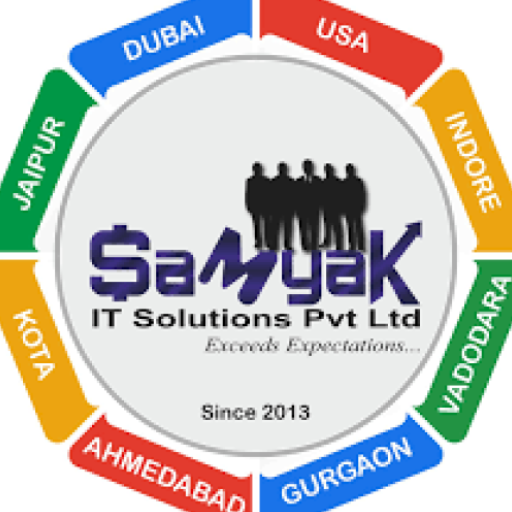 DUBAI
USA
JAIPUR
INDORE
$aMyaK
IT Solutions Pvt Ltd
Exceeds Expectations...
KOTA
VADODARA
Since 2013
AHMEDABAD
GURGAON